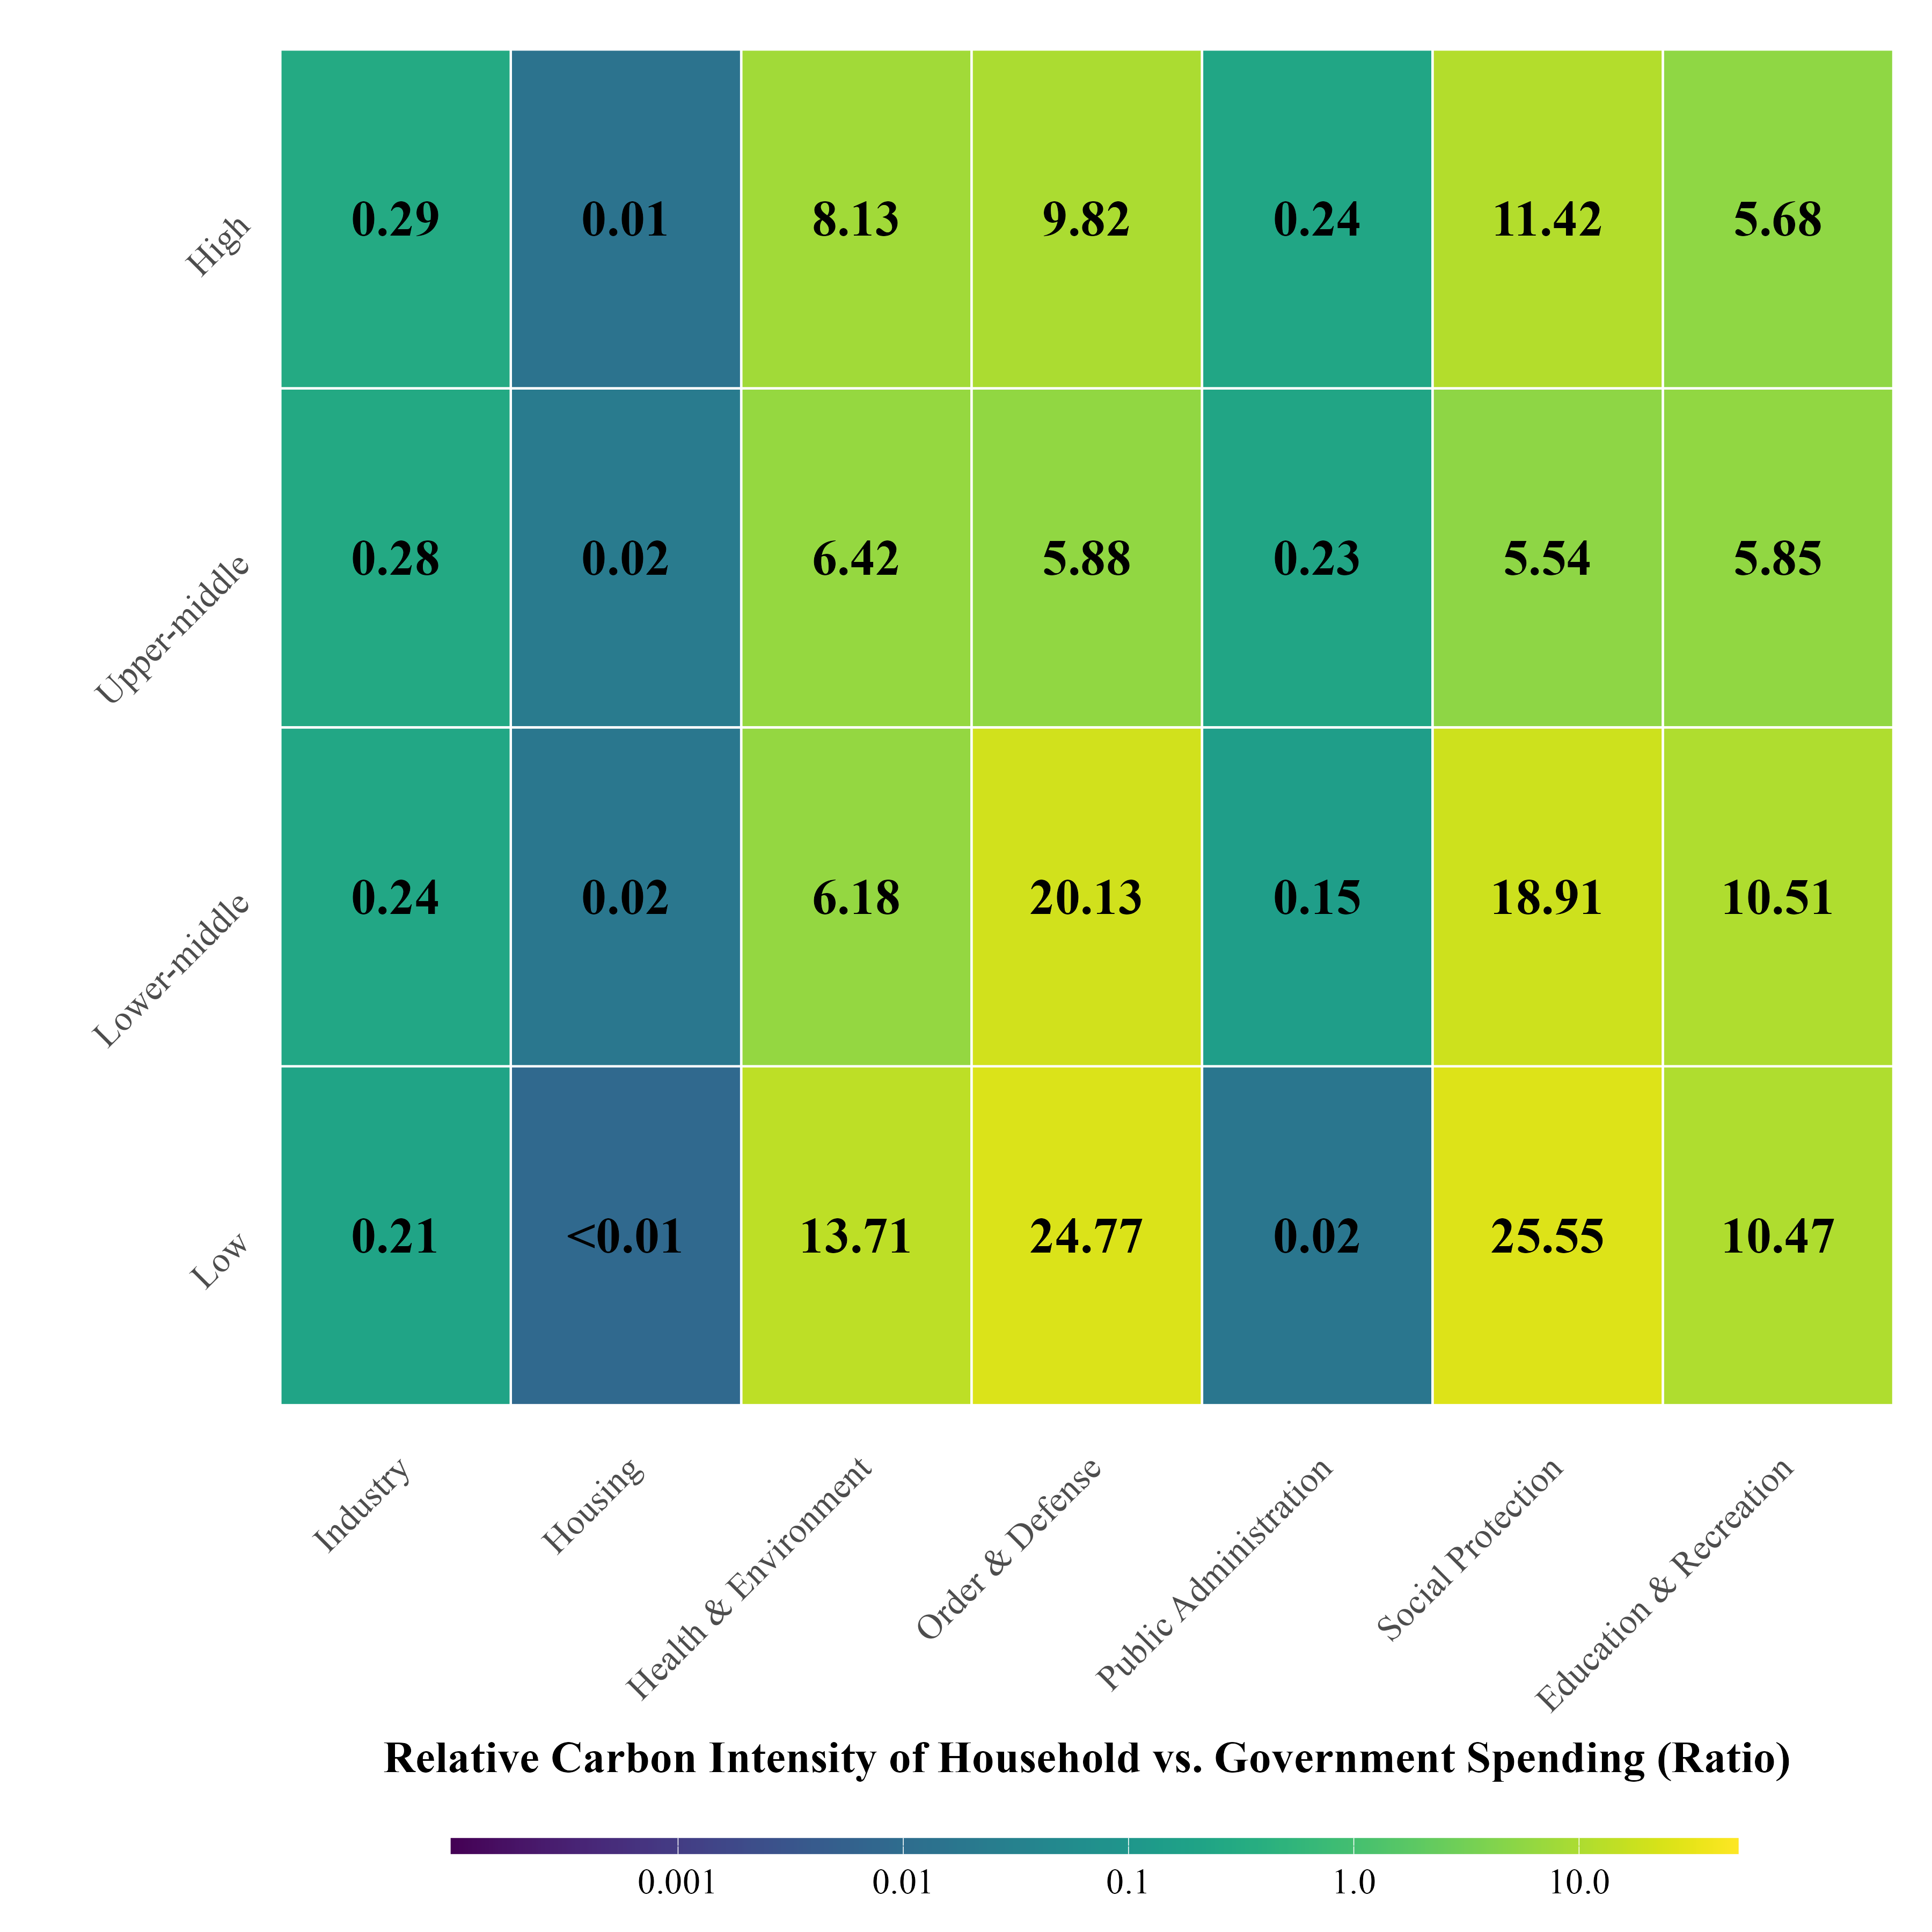 High
0.29 0.01 8.13 9.82 0.24 11.42 5.68
Upper-middle
0.28 0.02 6.42 5.88 0.23 5.54 5.85
Lower-middle
0.24 0.02 6.18 20.13 0.15 18.91 10.51
Low
0.21 <0.01 13.71 24.77 0.02 25.55 10.47
Industry
Housing
Health & Environment
Order & Defense
Public Administration
Social Protection
Education & Recreation
Relative Carbon Intensity of Household vs. Government Spending (Ratio)
0.001 0.01 0.1 1.0 10.0